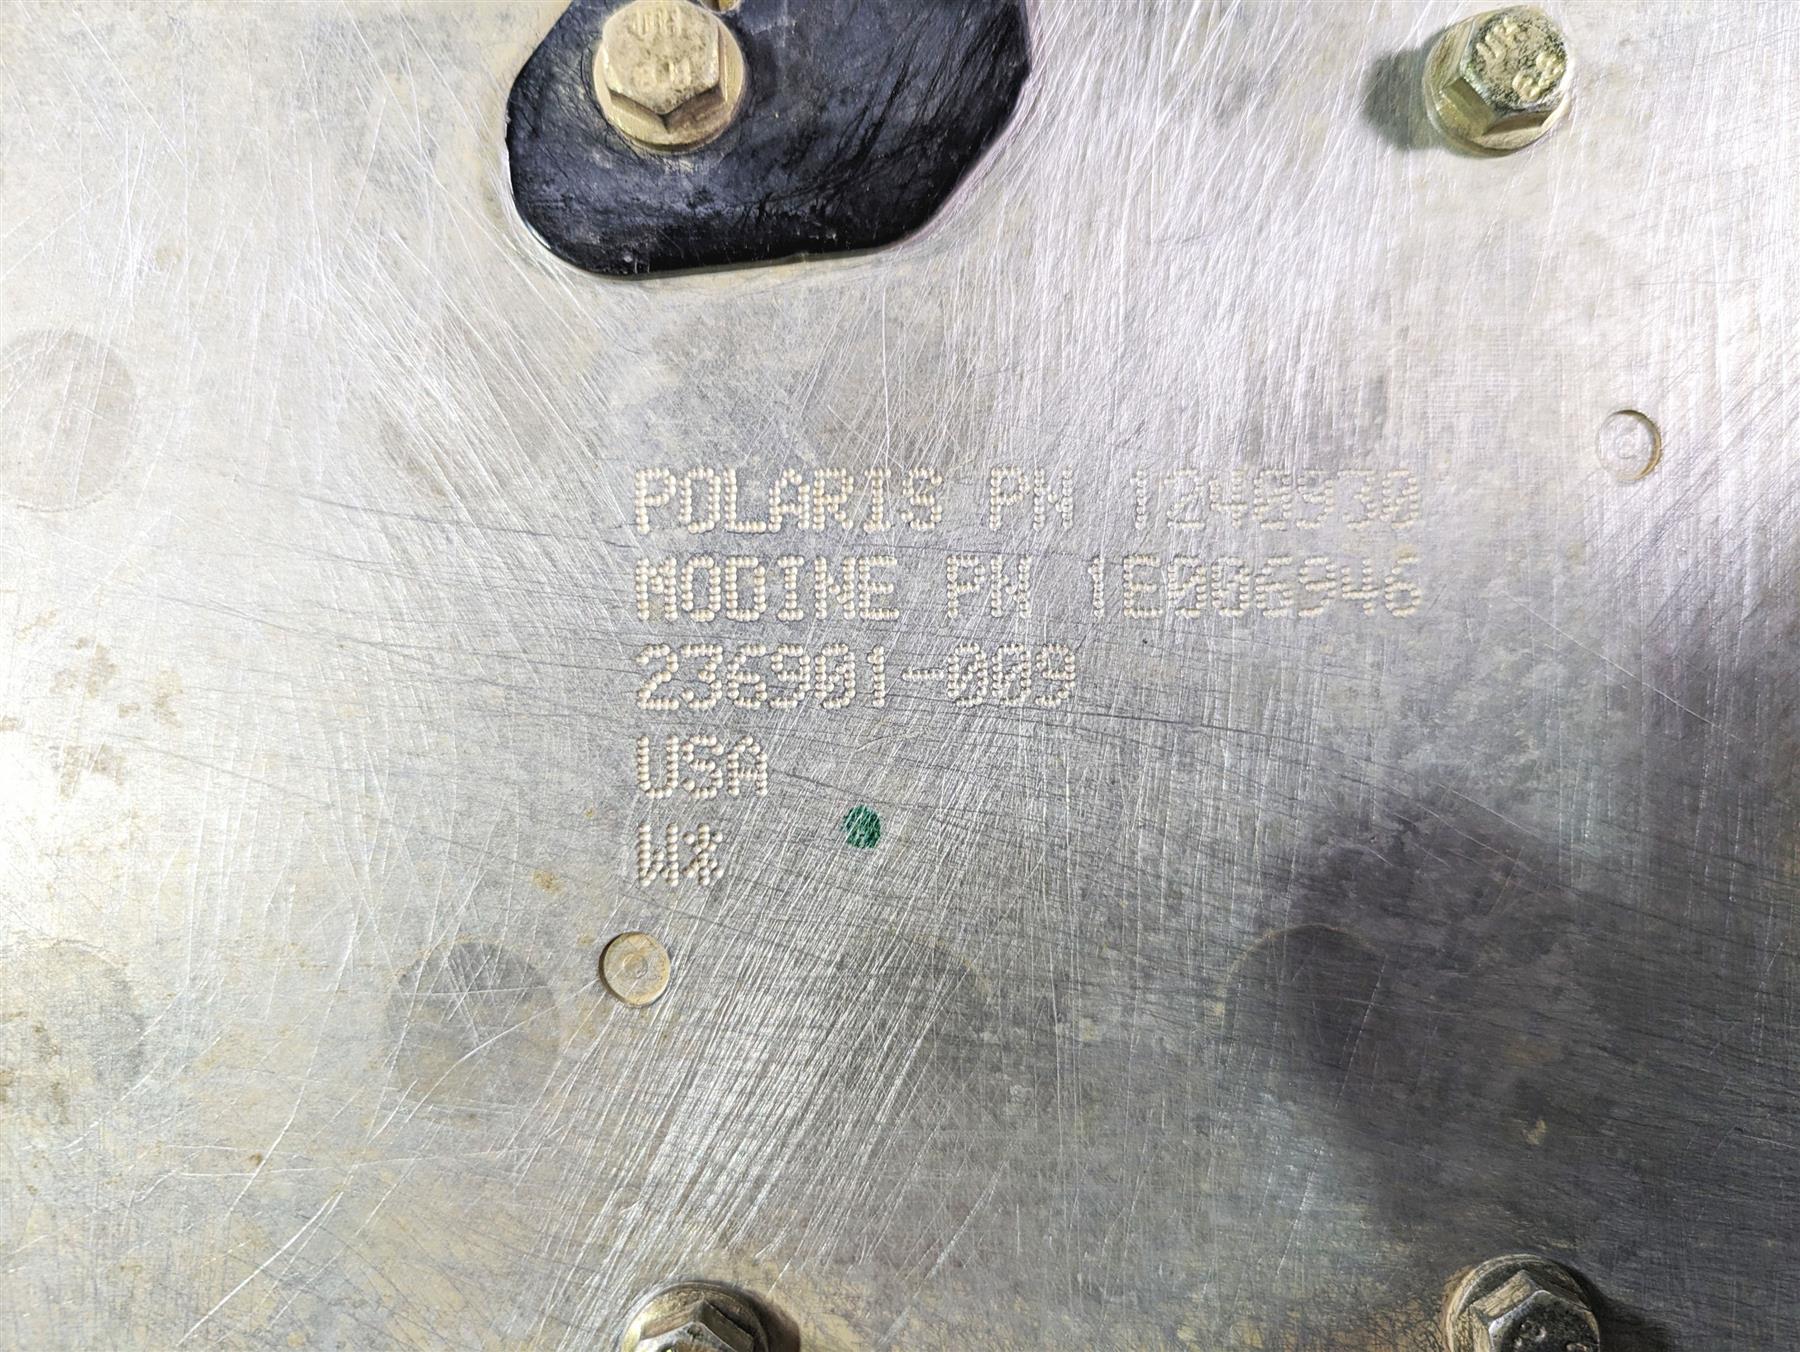 POLARIS PN 1240930
MODINE PN 1E006946
236901-009
USA
W%